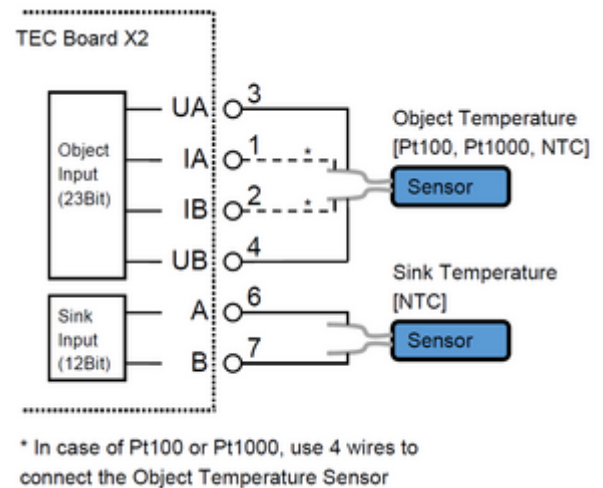 TEC Board X2
UA 3
Object Temperature
[Pt100, Pt1000, NTC]
Object
Input
(23Bit)
IA 1 *
Sensor
IB 2 *
UB 4
Sink Temperature
[NTC]
Sink
Input
(12Bit)
A 6
Sensor
B 7
* In case of Pt100 or Pt1000, use 4 wires to
connect the Object Temperature Sensor